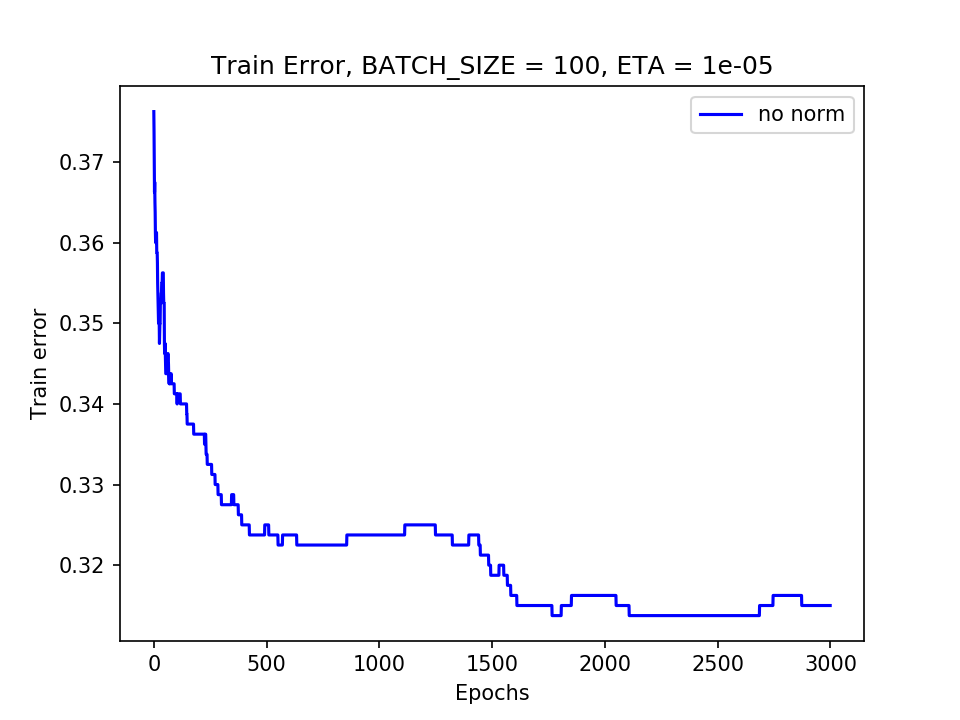 Train Error, BATCH_SIZE = 100, ETA = 1e-05
no norm
0.37
0.36
0.35
0.34
0.33
0.32
Train error
0 500 1000 1500 2000 2500 3000
Epochs